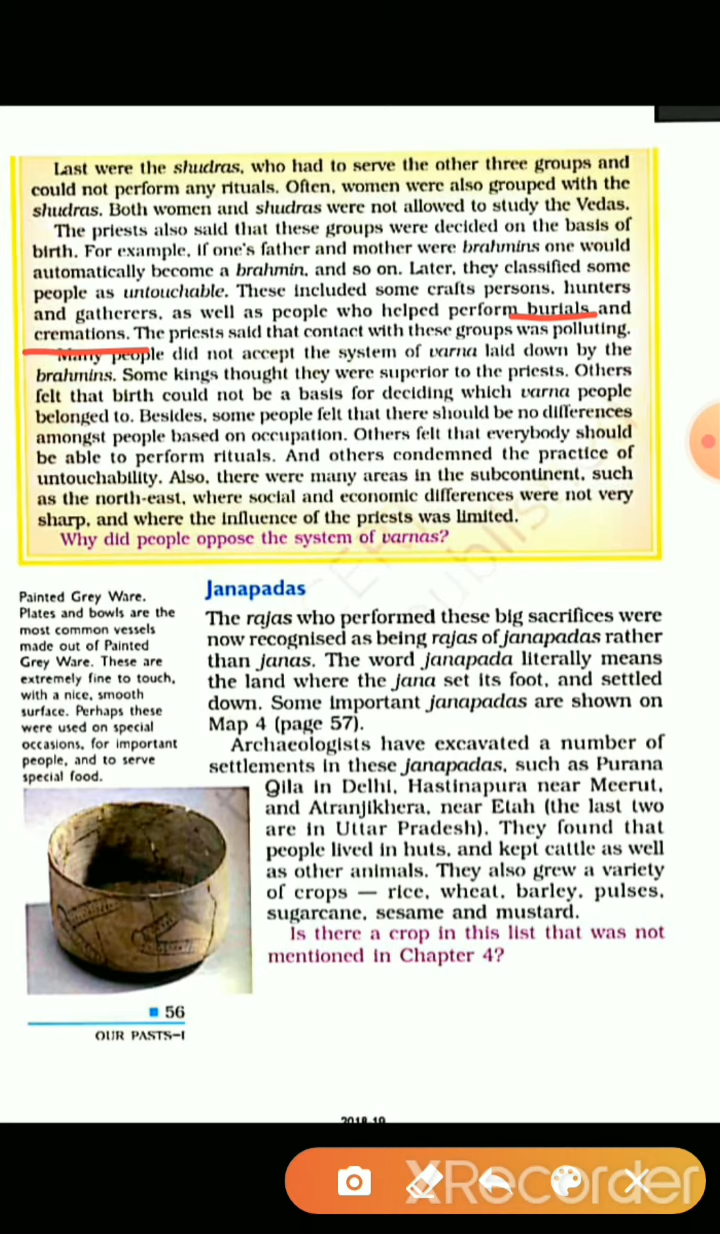 Last were the shudras, who had to serve the other three groups and
could not perform any rituals. Often, women were also grouped with the
shudras. Both women and shudras were not allowed to study the Vedas.
The priests also said that these groups were decided on the basis of
birth. For example, if one's father and mother were brahmins one would
automatically become a brahmin, and so on. Later, they classified some
people as untouchable. These included some crafts persons, hunters
and gatherers, as well as people who helped perform burials and
cremations. The priests said that contact with these groups was polluting.
Many people did not accept the system of varna laid down by the
brahmins. Some kings thought they were superior to the priests. Others
felt that birth could not be a basis for deciding which varna people
belonged to. Besides, some people felt that there should be no differences
amongst people based on occupation. Others felt that everybody should
be able to perform rituals. And others condemned the practice of
untouchability. Also, there were many areas in the subcontinent, such
as the north-east, where social and economic differences were not very
sharp, and where the influence of the priests was limited.
Why did people oppose the system of varnas?
Painted Grey Ware.
Plates and bowls are the
most common vessels
made out of Painted
Grey Ware. These are
extremely fine to touch,
with a nice, smooth
surface. Perhaps these
were used on special
occasions, for important
people, and to serve
special food.
Janapadas
The rajas who performed these big sacrifices were
now recognised as being rajas of janapadas rather
than janas. The word janapada literally means
the land where the jana set its foot, and settled
down. Some important janapadas are shown on
Map 4 (page 57).
Archaeologists have excavated a number of
settlements in these janapadas, such as Purana
Qila in Delhi, Hastinapura near Meerut,
and Atranjikhera, near Etah (the last two
are in Uttar Pradesh). They found that
people lived in huts, and kept cattle as well
as other animals. They also grew a variety
of crops — rice, wheat, barley, pulses,
sugarcane, sesame and mustard.
Is there a crop in this list that was not
mentioned in Chapter 4?
56
OUR PASTS–I
2018-19
XRecorder